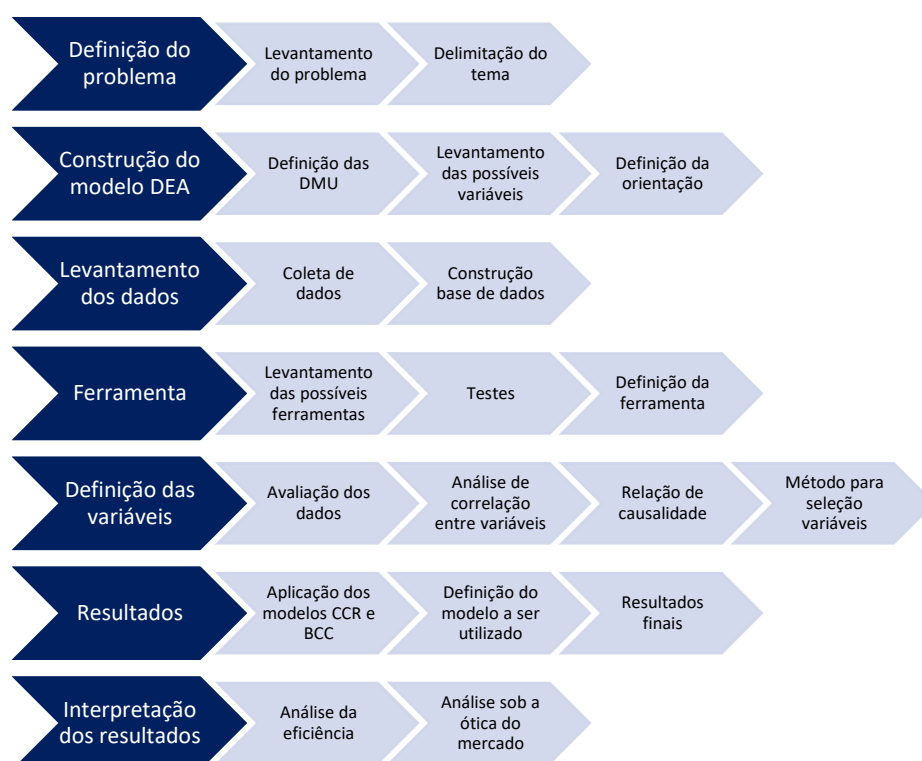 Definição do
problema
Levantamento
do problema
Delimitação do
tema
Construção do
modelo DEA
Definição das
DMU
Levantamento
das possíveis
variáveis
Definição da
orientação
Levantamento
dos dados
Coleta de
dados
Construção
base de dados
Ferramenta
Levantamento
das possíveis
ferramentas
Testes
Definição da
ferramenta
Definição das
variáveis
Avaliação dos
dados
Análise de
correlação
entre variáveis
Relação de
causalidade
Método para
seleção
variáveis
Resultados
Aplicação dos
modelos CCR e
BCC
Definição do
modelo a ser
utilizado
Resultados
finais
Interpretação
dos resultados
Análise da
eficiência
Análise sob a
ótica do
mercado